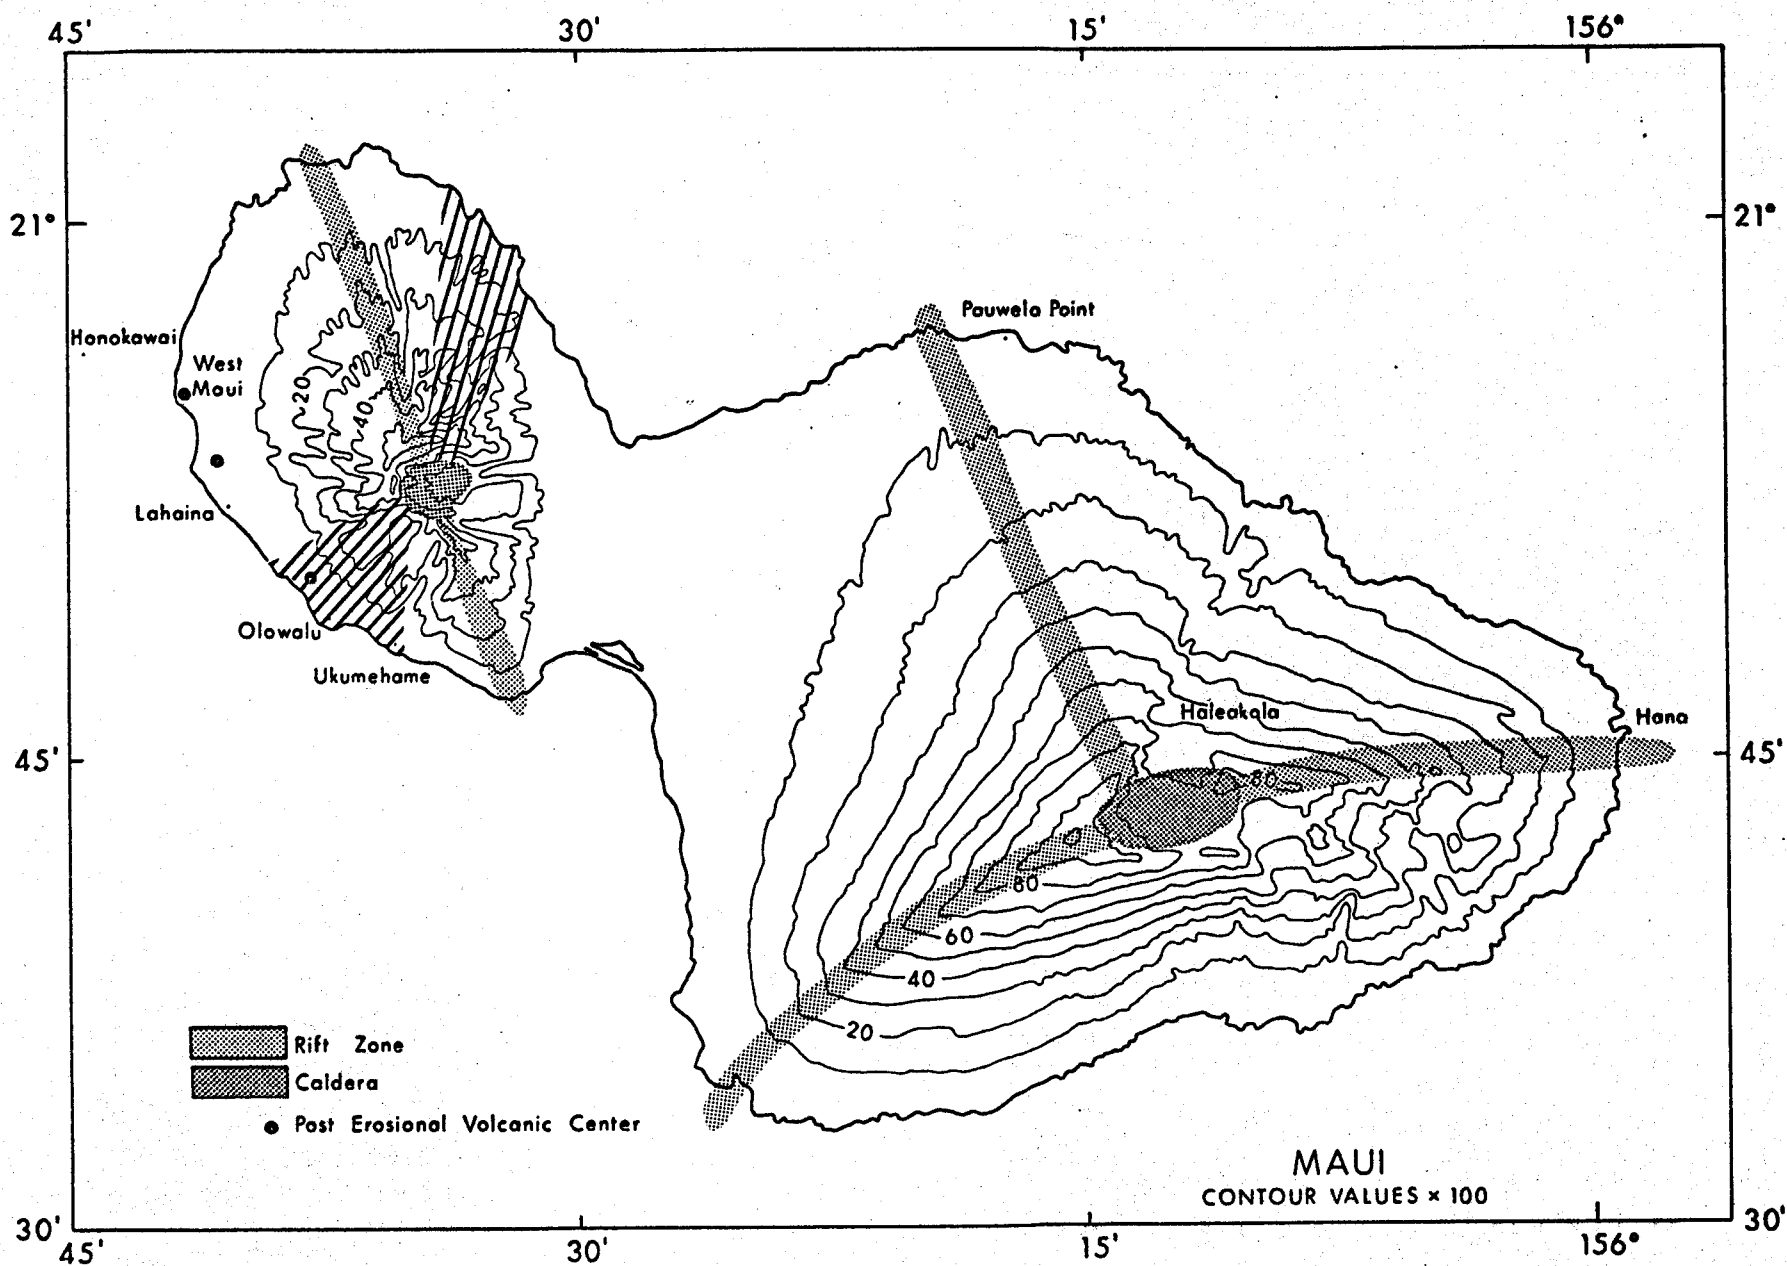 45' 30' 15' 156°
21° 21°
Pauwela Point
Honokawai
West
Maui
20
40
Lahaina
Olowalu
Ukumehame
Haleakala
Hana
45' 45'
80
80
60
40
20
Rift Zone
Caldera
Post Erosional Volcanic Center
MAUI
CONTOUR VALUES × 100
30' 30'
45' 30' 15' 156°